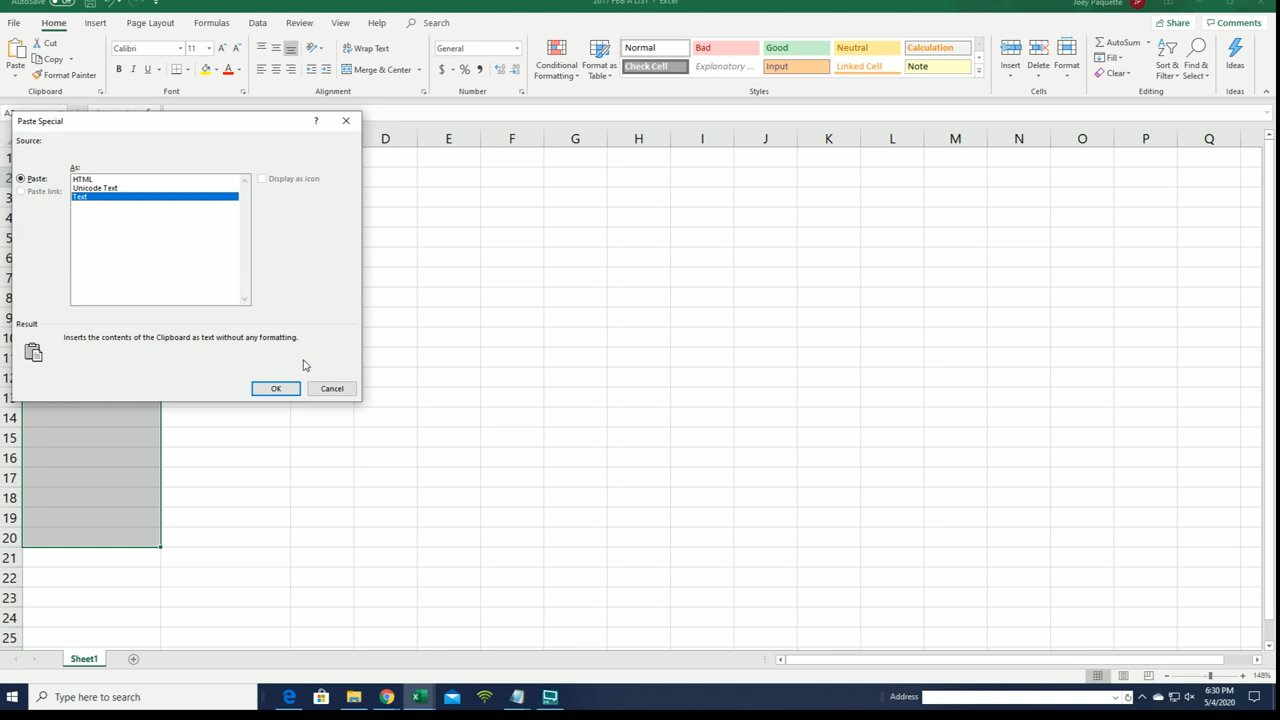 AutoSave
2017 FBB A LIST - Excel
Joey Paquette
File Home Insert Page Layout Formulas Data Review View Help Search
Share Comments
Paste
Cut
Copy
Format Painter
Clipboard
Calibri 11
B I U
Font
Wrap Text
Merge & Center
Alignment
General
$ % ,
Number
Conditional Formatting
Format as Table
Normal Bad Good Neutral Calculation
Check Cell Explanatory ... Input Linked Cell Note
Styles
Insert Delete Format
Cells
AutoSum
Fill
Clear
Sort & Filter
Find & Select
Editing
Ideas
Ideas
D E F G H I J K L M N O P Q
Paste Special
? 
Source:
As:
Paste:
Paste link:
HTML
Unicode Text
Text
Display as icon
Result
Inserts the contents of the Clipboard as text without any formatting.
OK Cancel
14
15
16
17
18
19
20
21
22
23
24
25
Sheet1
148%
Type here to search
Address
6:30 PM
5/4/2020